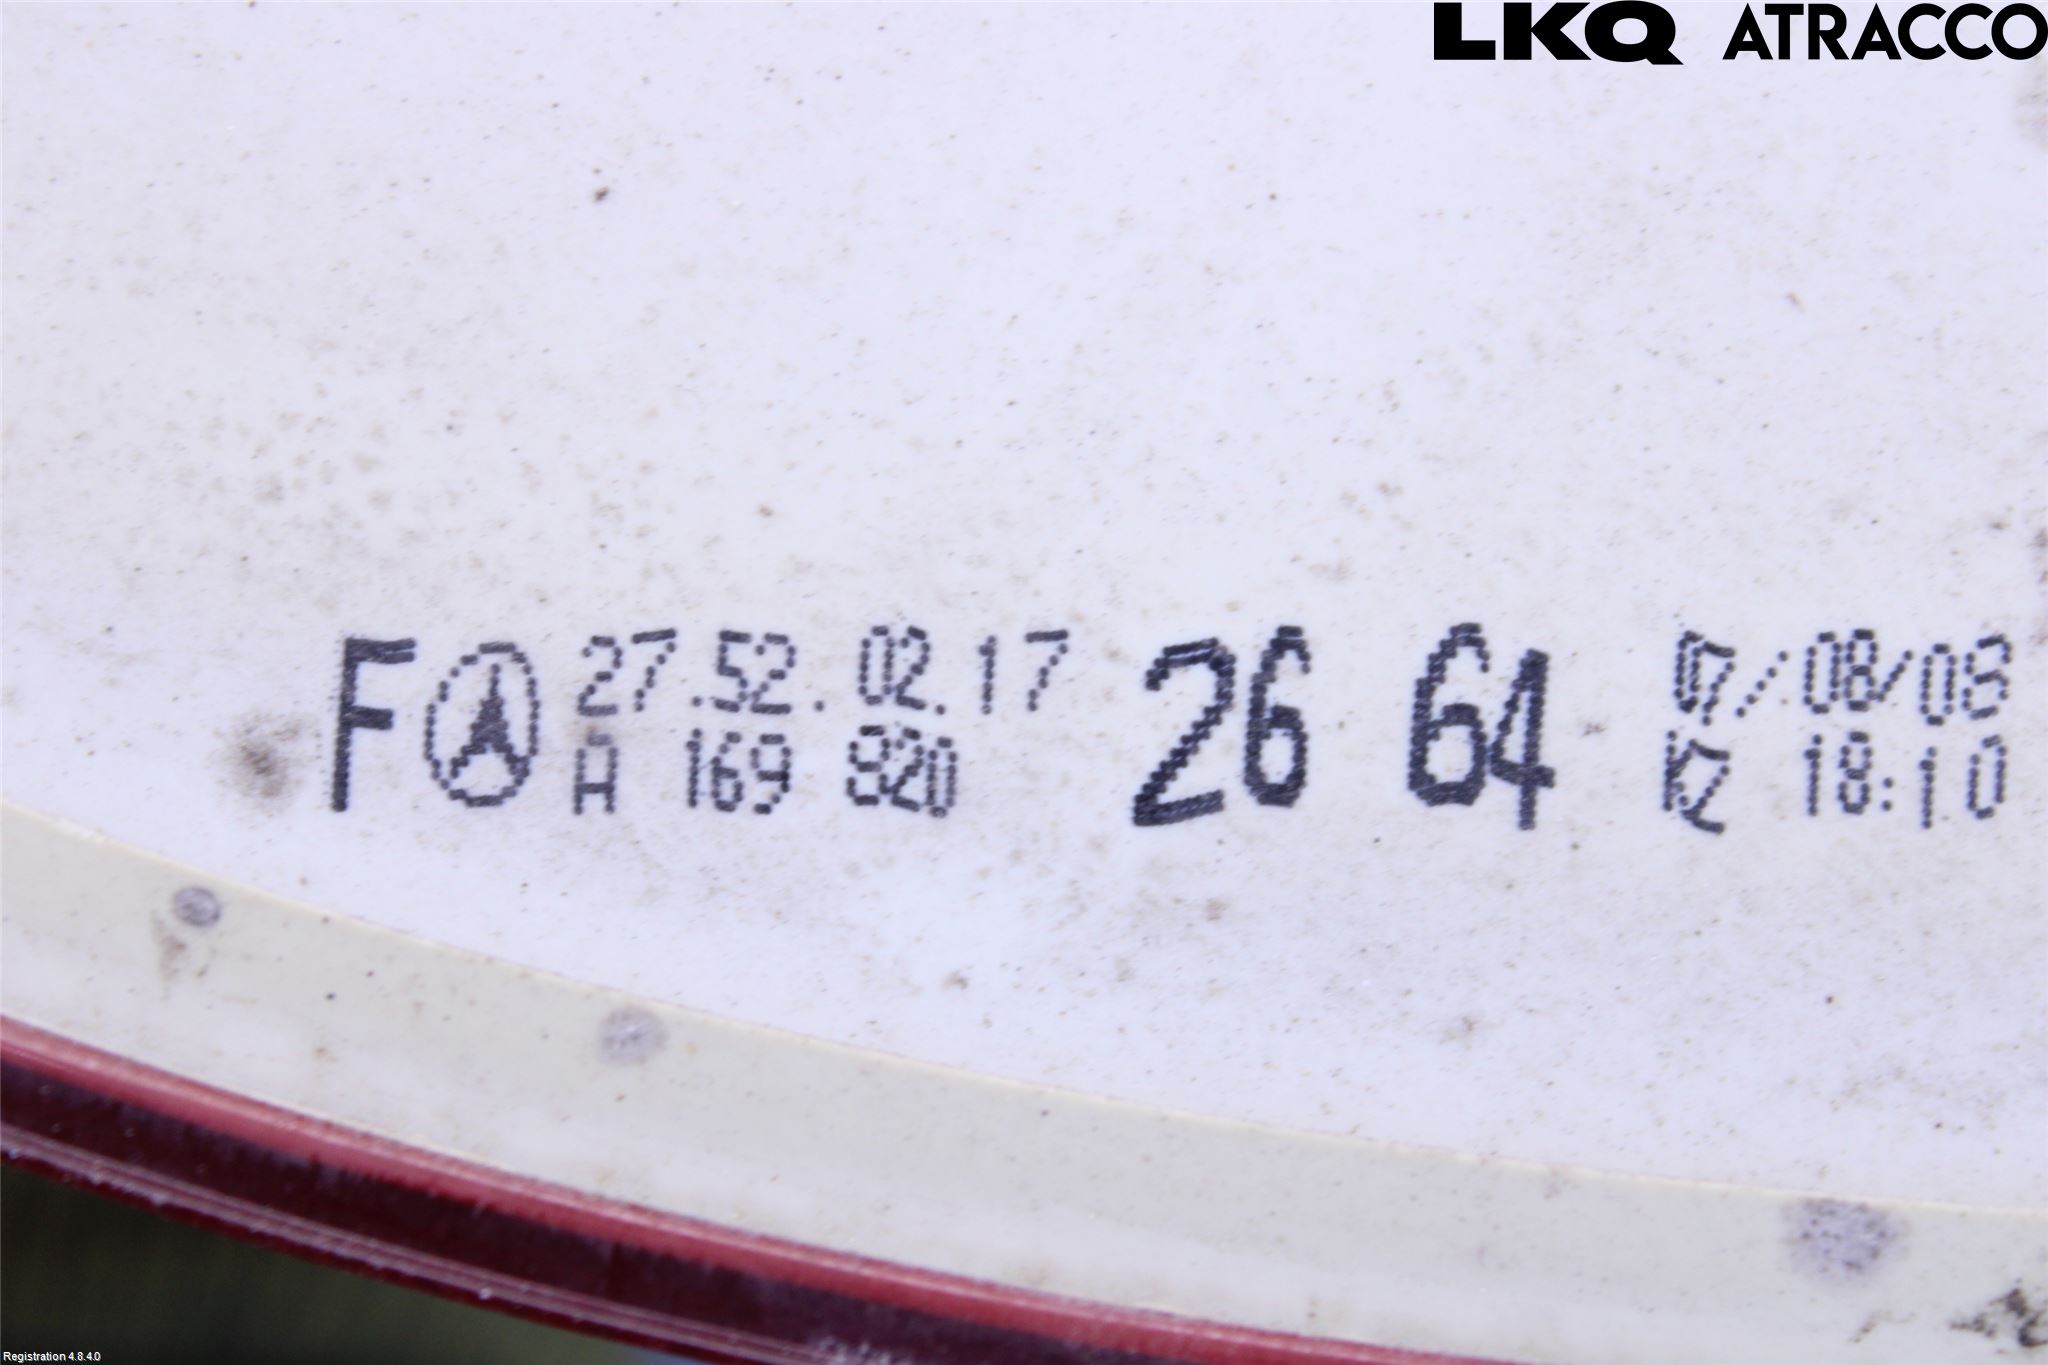 LKQ ATRACCO
F 27.52.02.17 26 64 07/08/08
A 169 820 KZ 18:10
Registration 4.8.4.0